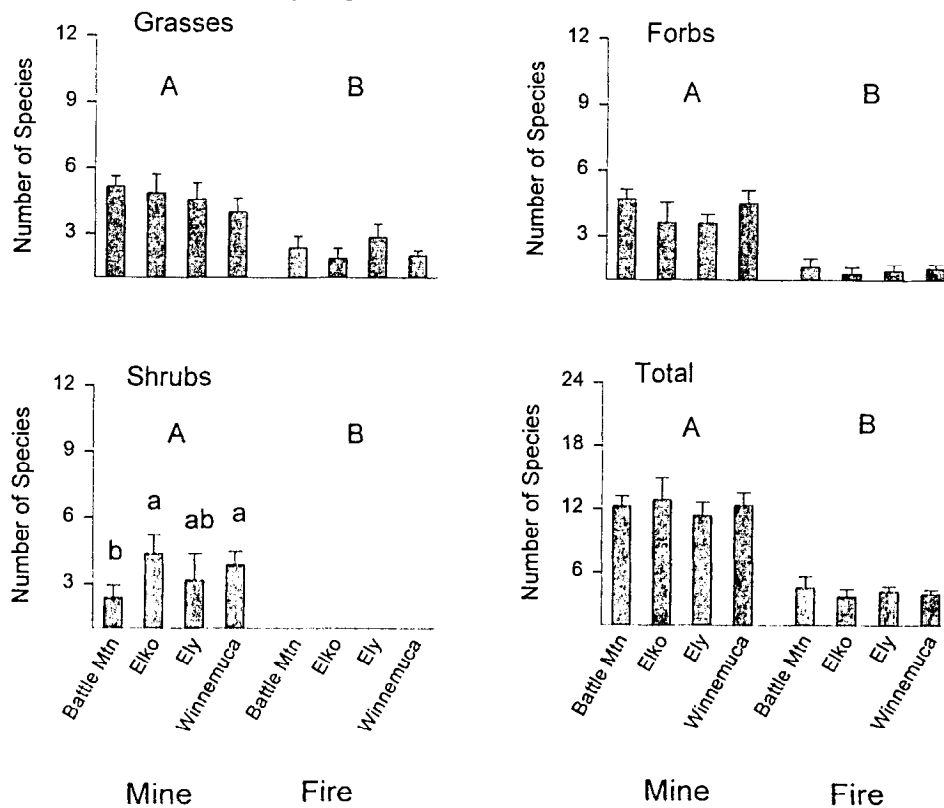 Grasses
12
9
6
3
Number of Species
A
B
Forbs
12
9
6
3
Number of Species
A
B
Shrubs
12
9
6
3
Number of Species
A
B
b
a
ab
a
Battle Mtn
Elko
Ely
Winnemuca
Battle Mtn
Elko
Ely
Winnemuca
Mine
Fire
Total
24
18
12
6
Number of Species
A
B
Battle Mtn
Elko
Ely
Winnemuca
Battle Mtn
Elko
Ely
Winnemuca
Mine
Fire